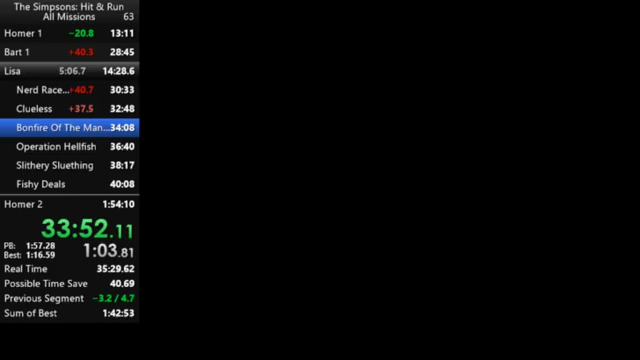 The Simpsons: Hit & Run
All Missions 63
Homer 1 −20.8 13:11
Bart 1 +40.3 28:45
Lisa 5:06.7 14:28.6
Nerd Race...+40.7 30:33
Clueless +37.5 32:48
Bonfire Of The Man...34:08
Operation Hellfish 36:40
Slithery Sluething 38:17
Fishy Deals 40:08
Homer 2 1:54:10
33:52.11
PB: 1:57.28
Best: 1:16.59 1:03.81
Real Time 35:29.62
Possible Time Save 40.69
Previous Segment −3.2 / 4.7
Sum of Best 1:42:53